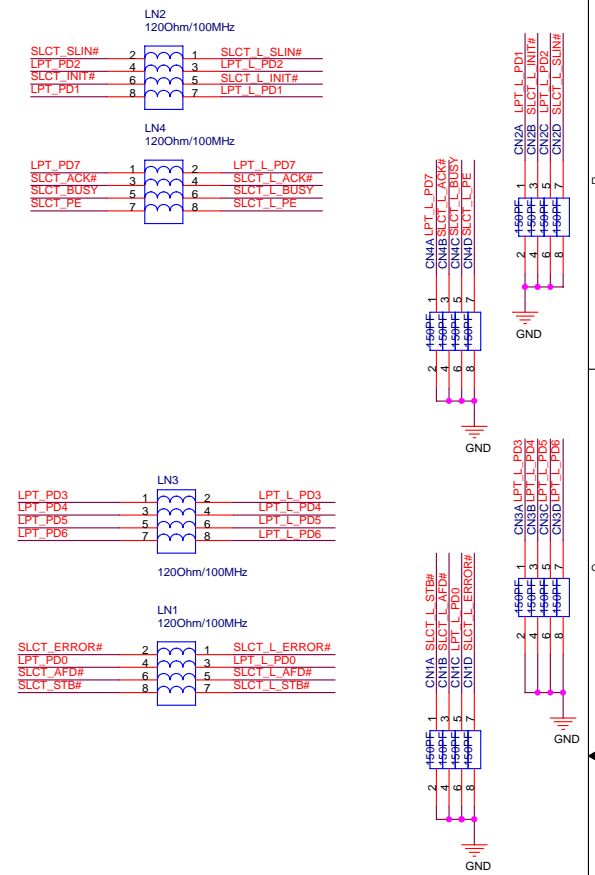 LN2
120Ohm/100MHz
SLCT_SLIN# 2 1 SLCT_L_SLIN#
LPT_PD2 4 3 LPT_L_PD2
SLCT_INIT# 6 5 SLCT_L_INIT#
LPT_PD1 8 7 LPT_L_PD1
LN4
120Ohm/100MHz
LPT_PD7 1 2 LPT_L_PD7
SLCT_ACK# 3 4 SLCT_L_ACK#
SLCT_BUSY 5 6 SLCT_L_BUSY
SLCT_PE 7 8 SLCT_L_PE
CN2A LPT_L_PD1
CN2B SLCT_L_INIT#
CN2C LPT_L_PD2
CN2D SLCT_L_SLIN#
1 3 5 7
150PF 150PF 150PF 150PF
2 4 6 8
GND
CN4A LPT_L_PD7
CN4B SLCT_L_ACK#
CN4C SLCT_L_BUSY
CN4D SLCT_L_PE
1 3 5 7
150PF 150PF 150PF 150PF
2 4 6 8
GND
LN3
LPT_PD3 1 2 LPT_L_PD3
LPT_PD4 3 4 LPT_L_PD4
LPT_PD5 5 6 LPT_L_PD5
LPT_PD6 7 8 LPT_L_PD6
120Ohm/100MHz
LN1
120Ohm/100MHz
SLCT_ERROR# 2 1 SLCT_L_ERROR#
LPT_PD0 4 3 LPT_L_PD0
SLCT_AFD# 6 5 SLCT_L_AFD#
SLCT_STB# 8 7 SLCT_L_STB#
CN3A LPT_L_PD3
CN3B LPT_L_PD4
CN3C LPT_L_PD5
CN3D LPT_L_PD6
1 3 5 7
150PF 150PF 150PF 150PF
2 4 6 8
GND
CN1A SLCT_L_STB#
CN1B SLCT_L_AFD#
CN1C LPT_L_PD0
CN1D SLCT_L_ERROR#
1 3 5 7
150PF 150PF 150PF 150PF
2 4 6 8
GND